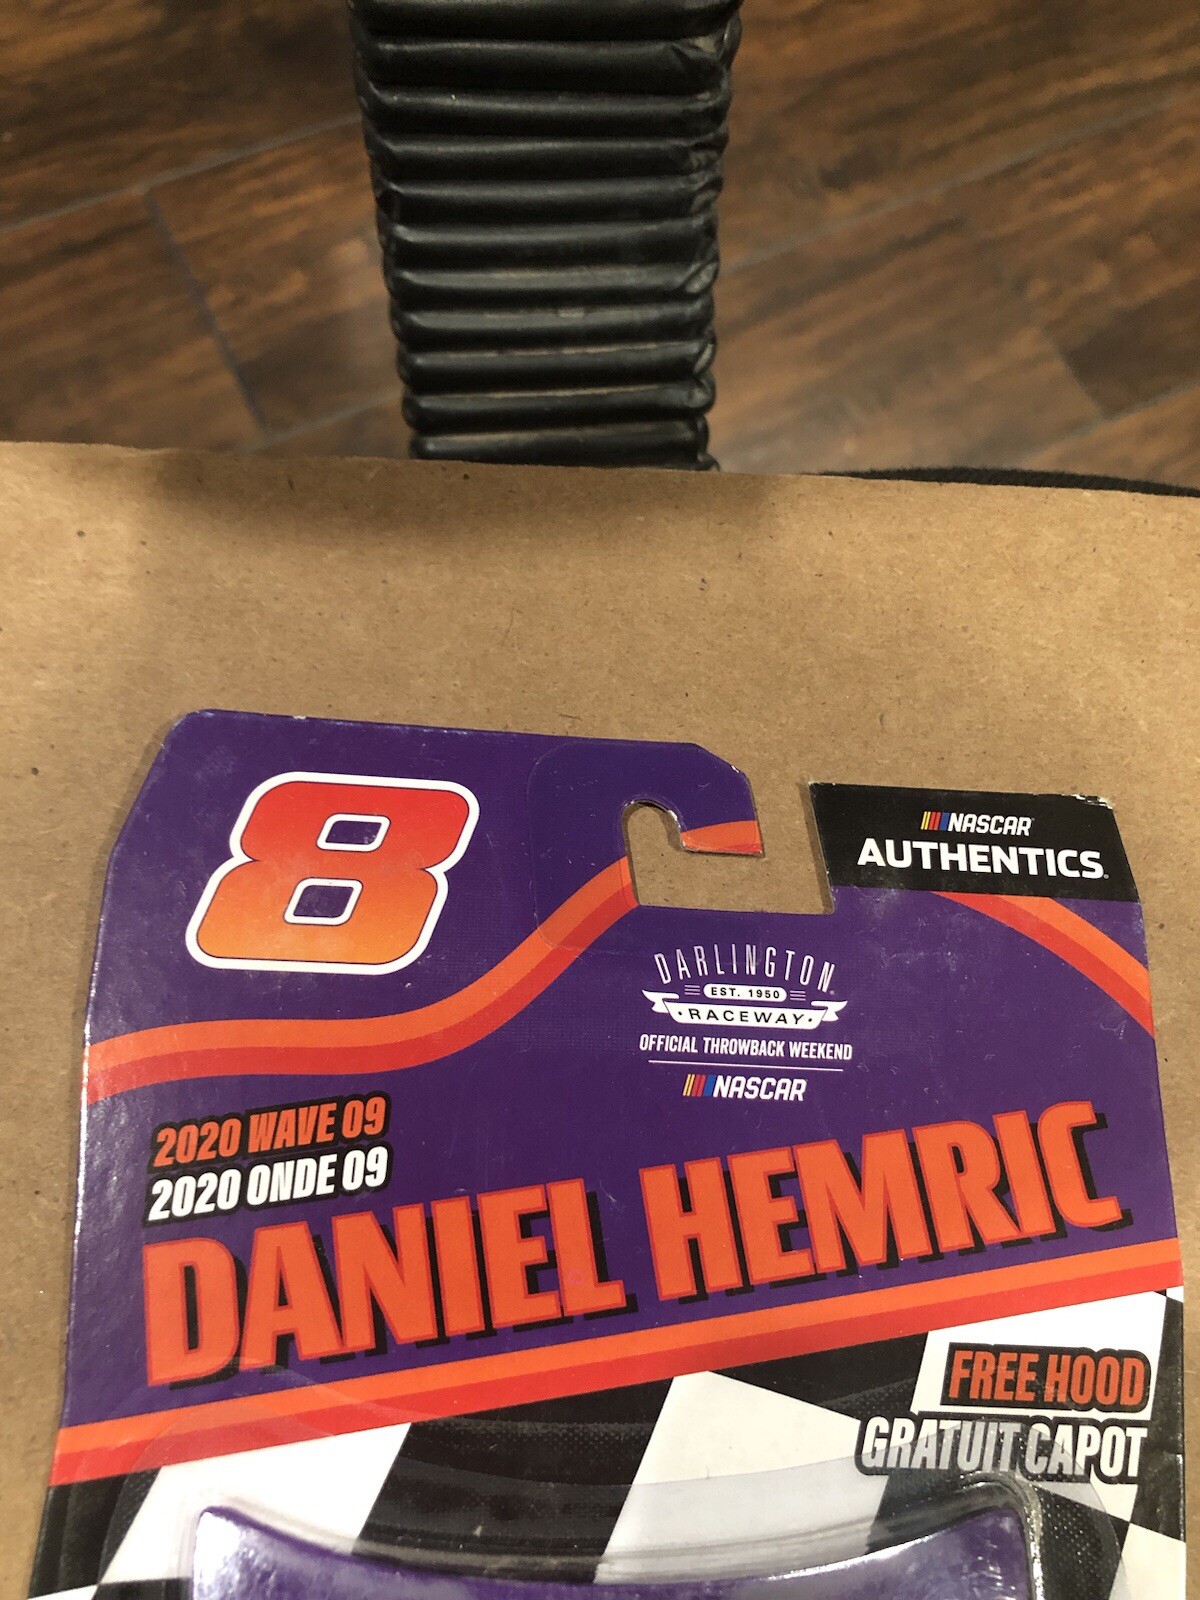 8
NASCAR
AUTHENTICS
DARLINGTON
EST. 1950
RACEWAY
OFFICIAL THROWBACK WEEKEND
NASCAR
2020 WAVE 09
2020 ONDE 09
DANIEL HEMRIC
FREE HOOD
GRATUIT CAPOT